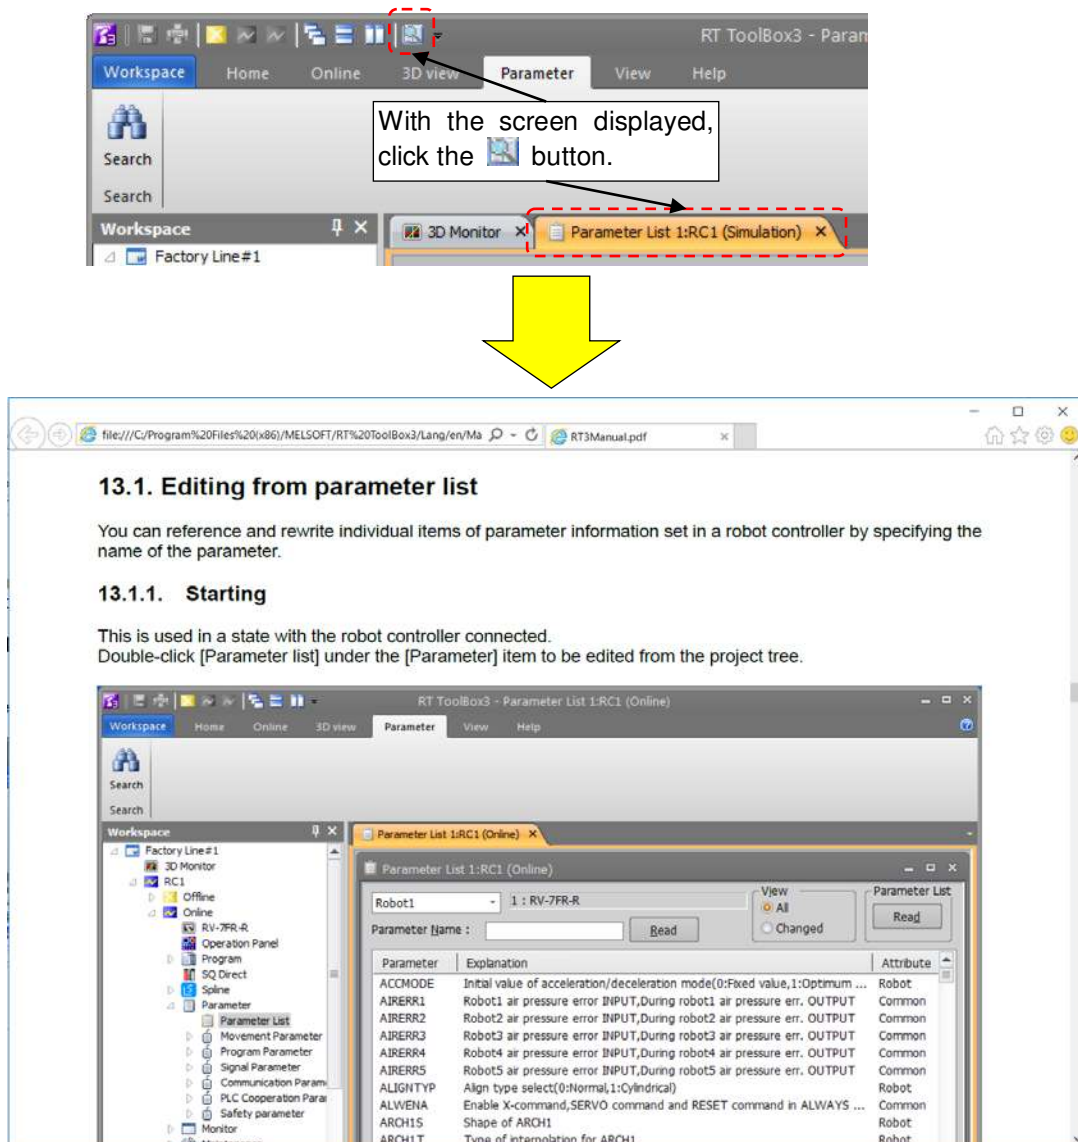 RT ToolBox3 - Param
Workspace Home Online 3D view Parameter View Help
With the screen displayed,
click the button.
Search
Search
Workspace
3D Monitor Parameter List 1:RC1 (Simulation)
Factory Line#1
file:///C:/Program%20Files%20(x86)/MELSOFT/RT%20ToolBox3/Lang/en/Ma RT3Manual.pdf
13.1. Editing from parameter list
You can reference and rewrite individual items of parameter information set in a robot controller by specifying the
name of the parameter.
13.1.1. Starting
This is used in a state with the robot controller connected.
Double-click [Parameter list] under the [Parameter] item to be edited from the project tree.
RT ToolBox3 - Parameter List 1:RC1 (Online)
Workspace Home Online 3D view Parameter View Help
Search
Search
Workspace
Parameter List 1:RC1 (Online)
Factory Line#1
3D Monitor
RC1
Offline
Online
RV-7FR-R
Operation Panel
Program
SQ Direct
Spline
Parameter
Parameter List
Movement Parameter
Program Parameter
Signal Parameter
Communication Parame
PLC Cooperation Parar
Safety parameter
Monitor
Parameter List 1:RC1 (Online)
Robot1 1 : RV-7FR-R
View
All
Changed
Parameter List
Read
Parameter Name : Read
Parameter Explanation Attribute
ACCMODE Initial value of acceleration/deceleration mode(0:Fixed value,1:Optimum ... Robot
AIRERR1 Robot1 air pressure error INPUT,During robot1 air pressure err. OUTPUT Common
AIRERR2 Robot2 air pressure error INPUT,During robot2 air pressure err. OUTPUT Common
AIRERR3 Robot3 air pressure error INPUT,During robot3 air pressure err. OUTPUT Common
AIRERR4 Robot4 air pressure error INPUT,During robot4 air pressure err. OUTPUT Common
AIRERR5 Robot5 air pressure error INPUT,During robot5 air pressure err. OUTPUT Common
ALIGNTYP Align type select(0:Normal,1:Cylindrical) Robot
ALWENA Enable X-command,SERVO command and RESET command in ALWAYS ... Common
ARCH1S Shape of ARCH1 Robot
ARCH1T Type of interpolation for ARCH1 Robot